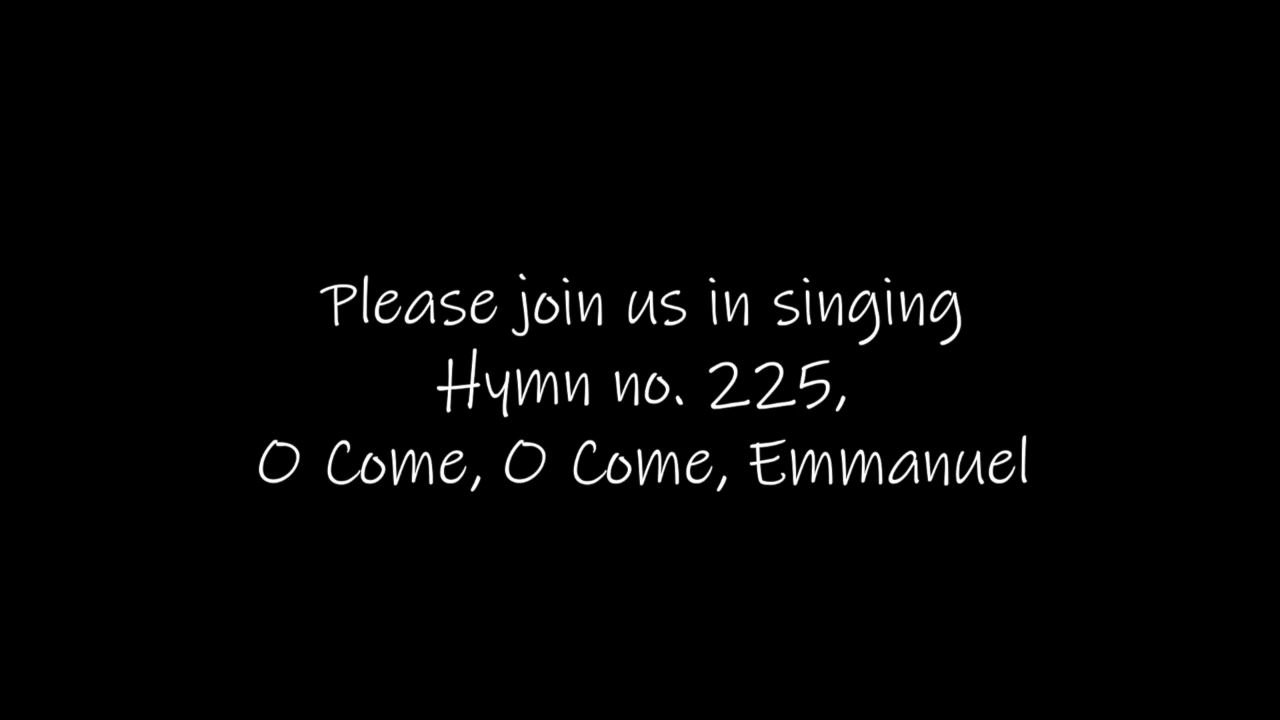 Please join us in singing
Hymn no. 225,
O Come, O Come, Emmanuel